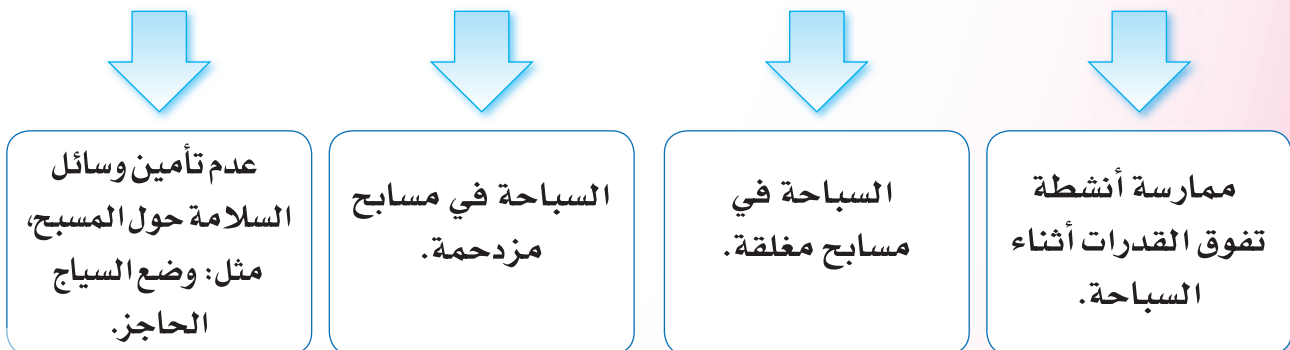 ممارسة أنشطة
تفوق القدرات أثناء
السباحة.
السباحة في
مسابح مغلقة.
السباحة في مسابح
مزدحمة.
عدم تأمين وسائل
السلامة حول المسبح،
مثل: وضع السياج
الحاجز.